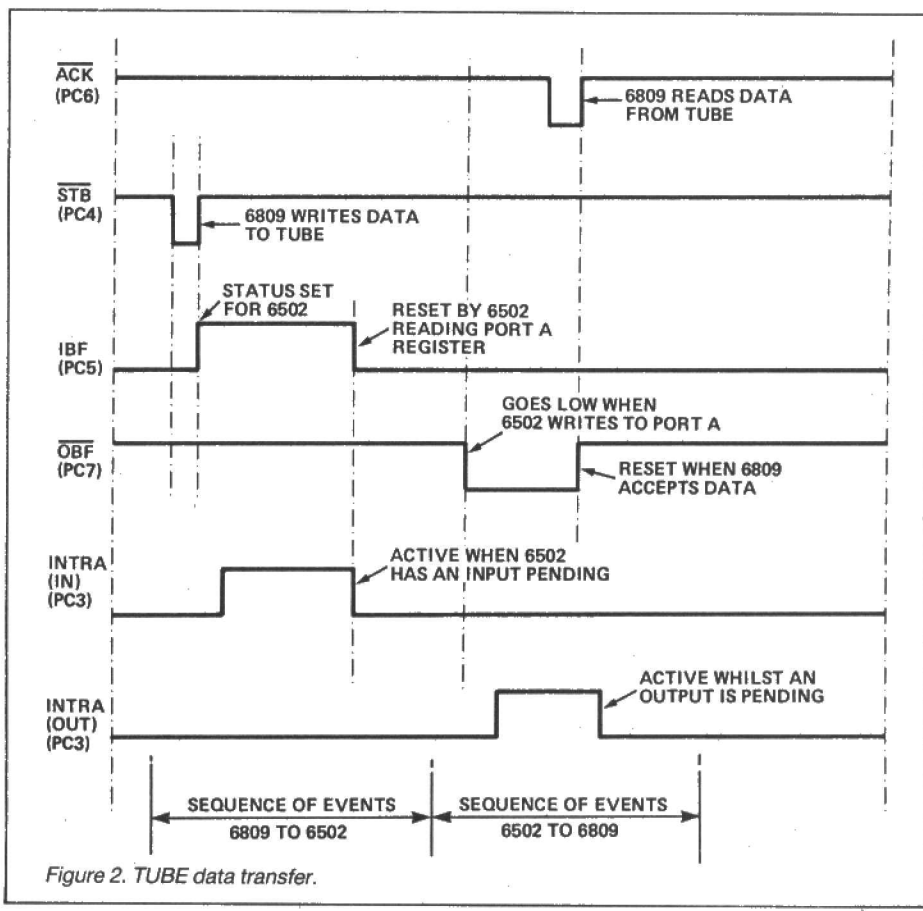 ACK
(PC6)
6809 READS DATA
FROM TUBE
STB
(PC4)
6809 WRITES DATA
TO TUBE
STATUS SET
FOR 6502
RESET BY 6502
READING PORT A
REGISTER
IBF
(PC5)
GOES LOW WHEN
6502 WRITES TO PORT A
OBF
(PC7)
RESET WHEN 6809
ACCEPTS DATA
INTRA
(IN)
(PC3)
ACTIVE WHEN 6502
HAS AN INPUT PENDING
INTRA
(OUT)
(PC3)
ACTIVE WHILST AN
OUTPUT IS PENDING
SEQUENCE OF EVENTS
6809 TO 6502
SEQUENCE OF EVENTS
6502 TO 6809
Figure 2. TUBE data transfer.